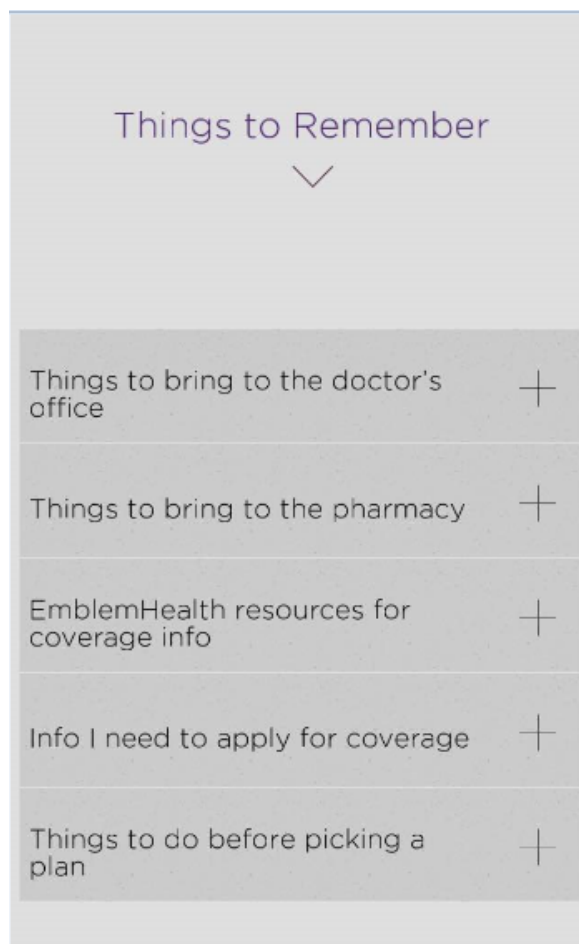 Things to Remember
Things to bring to the doctor's
office
Things to bring to the pharmacy
EmblemHealth resources for
coverage info
Info I need to apply for coverage
Things to do before picking a
plan